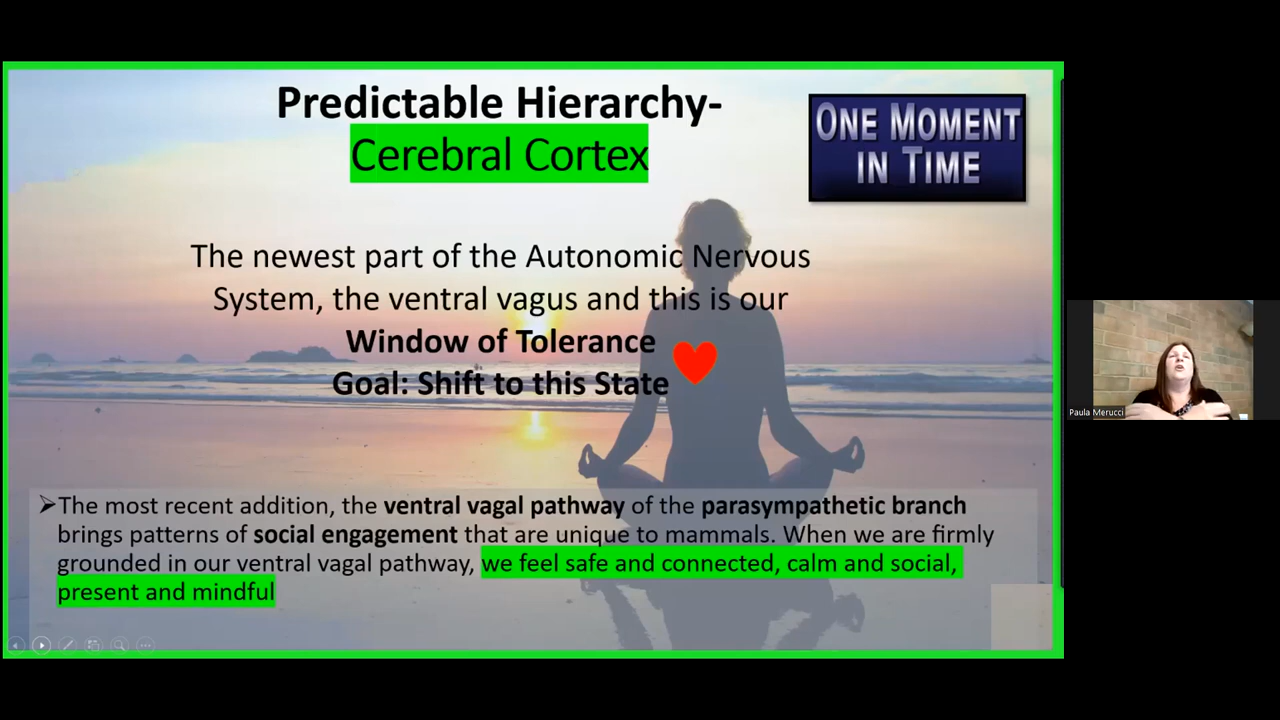 Predictable Hierarchy-
Cerebral Cortex
ONE MOMENT
IN TIME
The newest part of the Autonomic Nervous
System, the ventral vagus and this is our
Window of Tolerance
Goal: Shift to this State
➢The most recent addition, the ventral vagal pathway of the parasympathetic branch
brings patterns of social engagement that are unique to mammals. When we are firmly
grounded in our ventral vagal pathway, we feel safe and connected, calm and social,
present and mindful
Paula Merucci